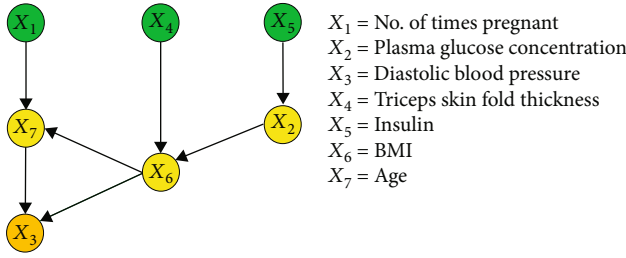 X₁ X₄ X₅
X₇ X₂
X₆
X₃
X₁ = No. of times pregnant
X₂ = Plasma glucose concentration
X₃ = Diastolic blood pressure
X₄ = Triceps skin fold thickness
X₅ = Insulin
X₆ = BMI
X₇ = Age